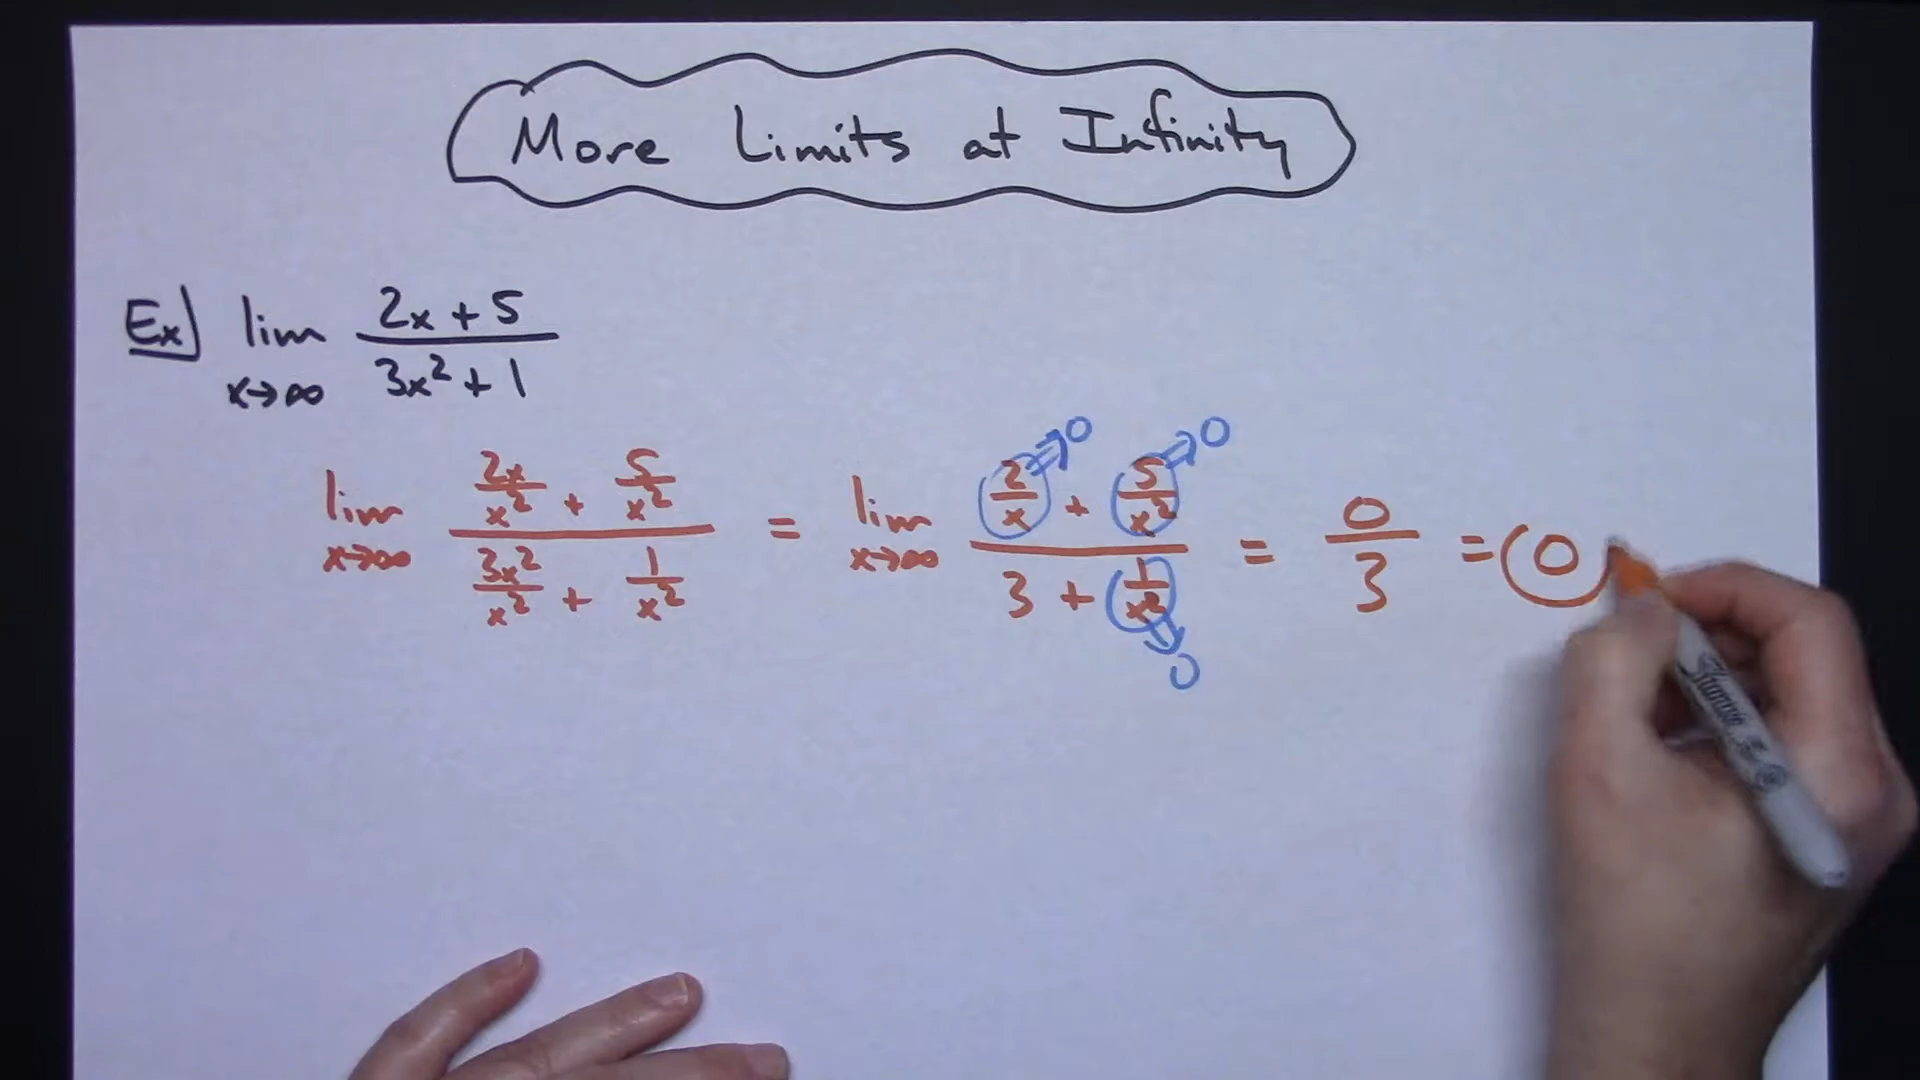 More Limits at Infinity
Ex) lim x→∞ (2x + 5)/(3x² + 1)
lim x→∞ (2x/x² + 5/x²)/(3x²/x² + 1/x²) = lim x→∞ (2/x + 5/x²)/(3 + 1/x²) = 0/3 = 0
⇒0 ⇒0
⇒0
Sharpie